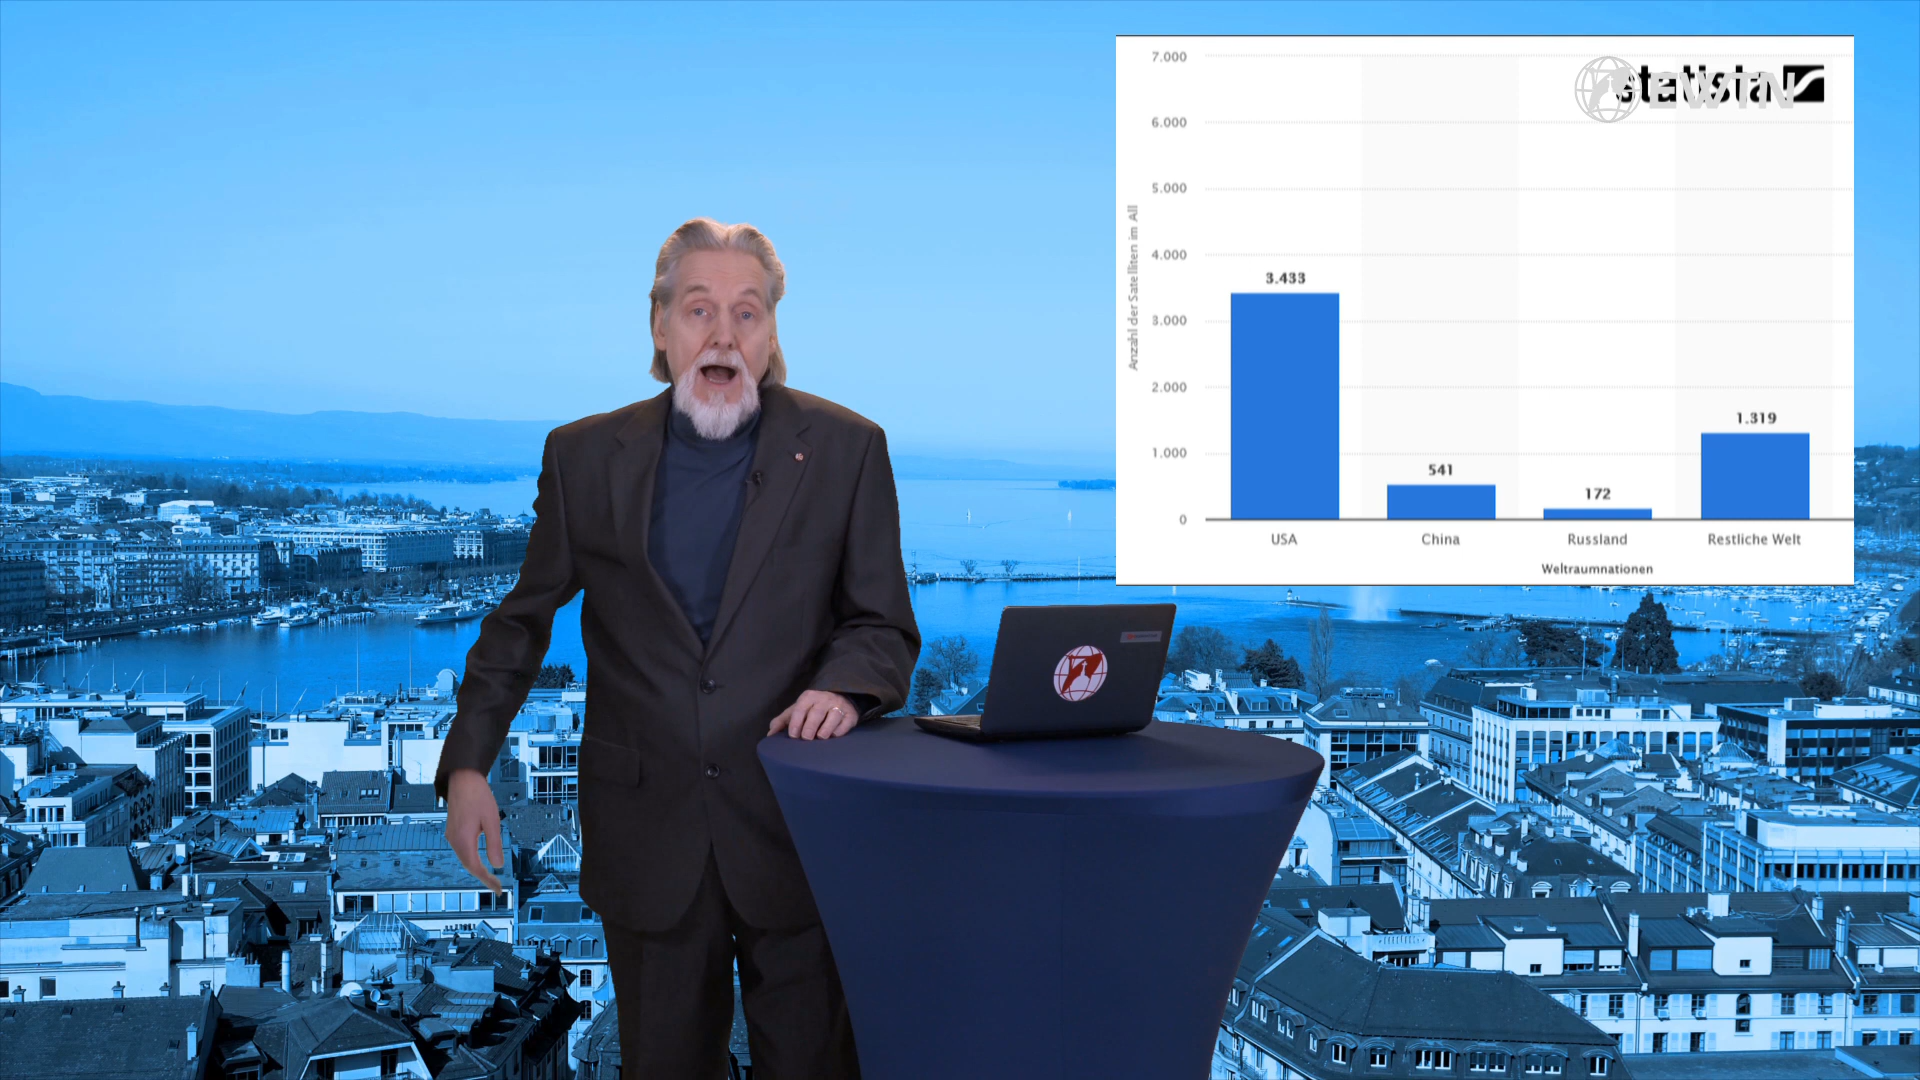 7.000
statista
EWTN
6.000
5.000
4.000
3.000
2.000
1.000
0
Anzahl der Satelliten im All
3.433
541
172
1.319
USA
China
Russland
Restliche Welt
Weltraumnationen